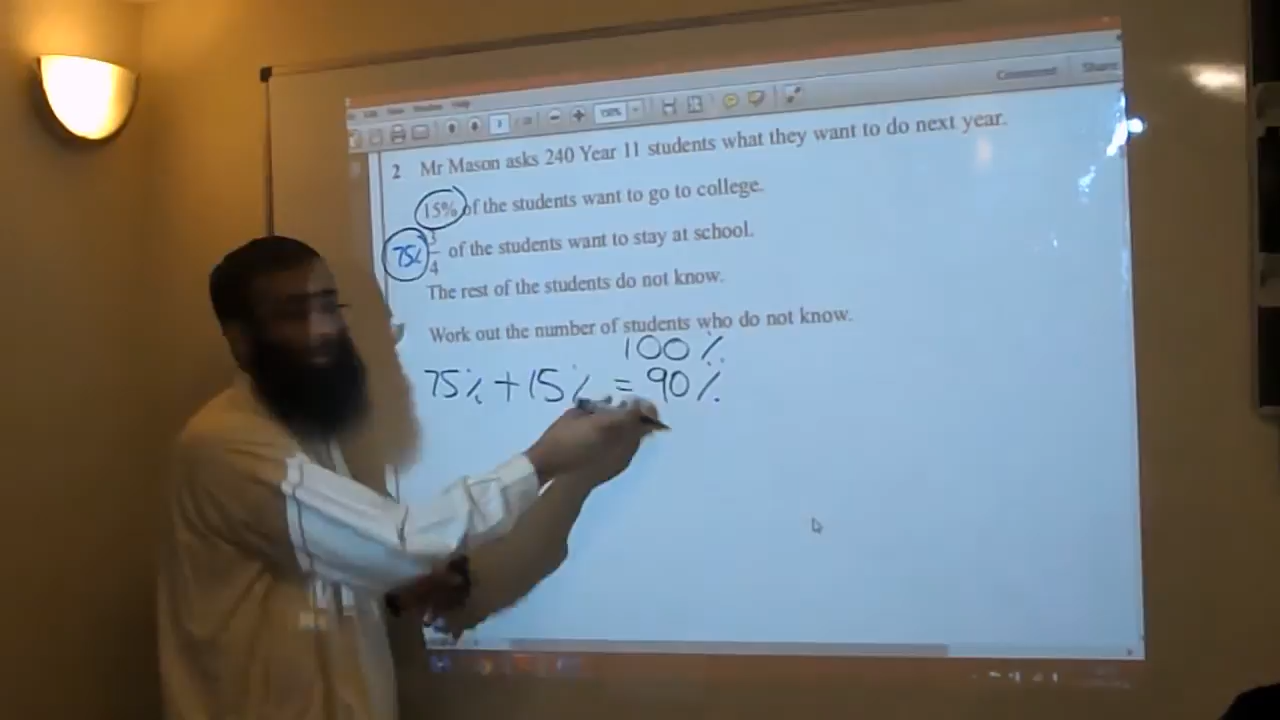 Comment Share
2 Mr Mason asks 240 Year 11 students what they want to do next year.
15% of the students want to go to college.
75% 3/4 of the students want to stay at school.
The rest of the students do not know.
Work out the number of students who do not know.
100%
75% + 15% = 90%